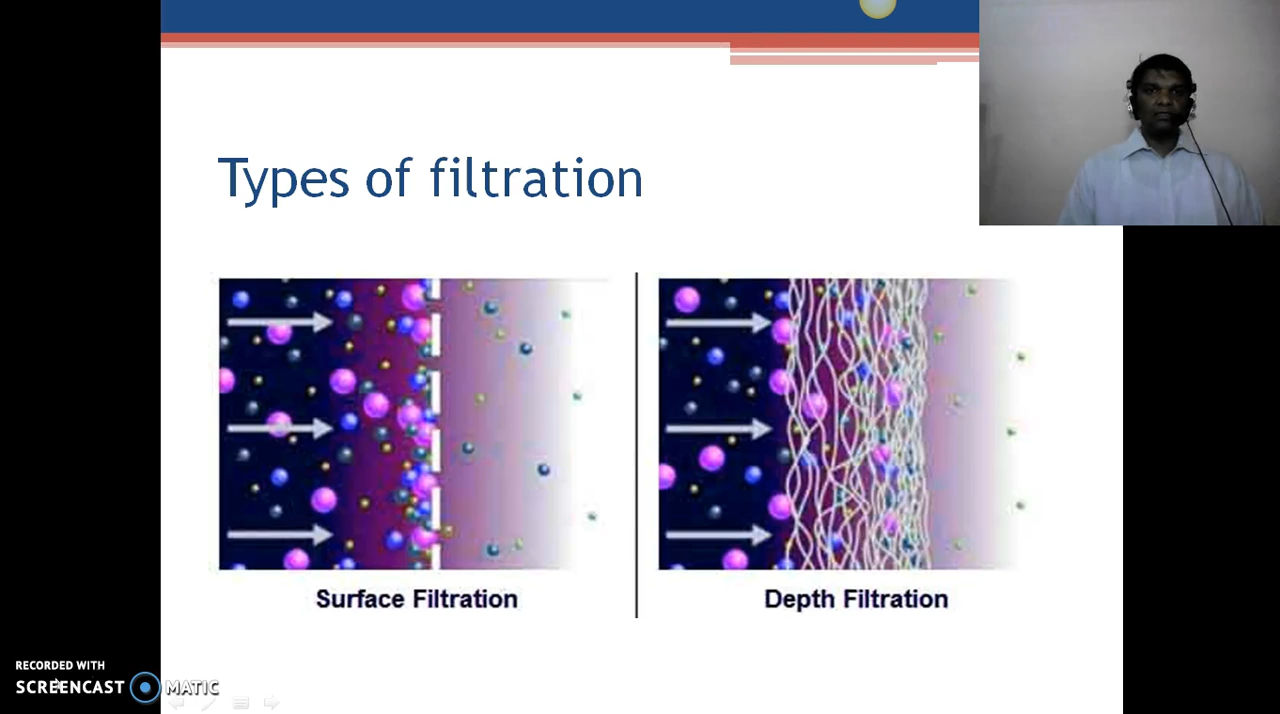 Types of filtration
Surface Filtration
Depth Filtration
RECORDED WITH
SCREENCAST MATIC